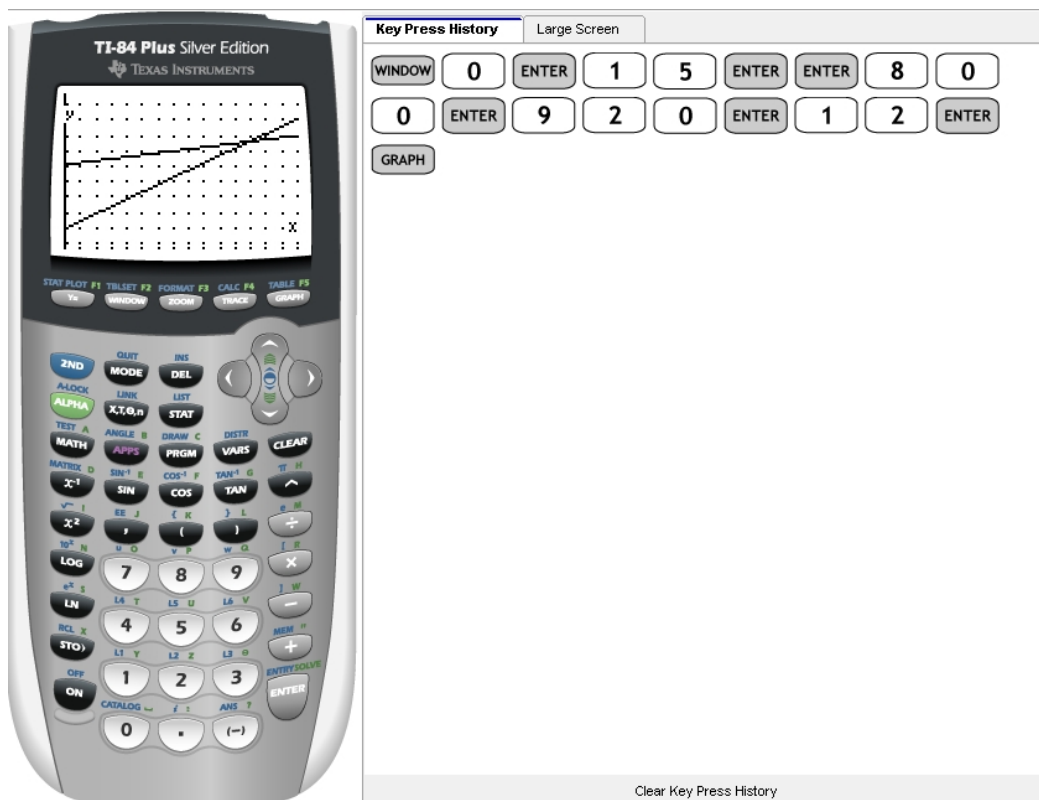 Key Press History Large Screen
TI-84 Plus Silver Edition
TEXAS INSTRUMENTS
WINDOW 0 ENTER 1 5 ENTER ENTER 8 0
0 ENTER 9 2 0 ENTER 1 2 ENTER
GRAPH
y
X
STAT PLOT F1 TBLSET F2 FORMAT F3 CALC F4 TABLE F5
Y= WINDOW ZOOM TRACE GRAPH
QUIT INS
2ND MODE DEL
A-LOCK LINK LIST
ALPHA X,T,Θ,n STAT
TEST A ANGLE B DRAW C DISTR
MATH APPS PRGM VARS CLEAR
MATRIX D SIN⁻¹ E COS⁻¹ F TAN⁻¹ G π H
x⁻¹ SIN COS TAN ^
√ I EE J { K } L e M
x² , ( ) ÷
10ˣ N u O v P w Q [ R
LOG 7 8 9 ×
eˣ S L4 T L5 U L6 V ] W
LN 4 5 6 −
RCL X L1 Y L2 Z L3 θ MEM "
STO› 1 2 3 +
OFF CATALOG i : ANS ? ENTRY SOLVE
ON 0 . (−) ENTER
Clear Key Press History